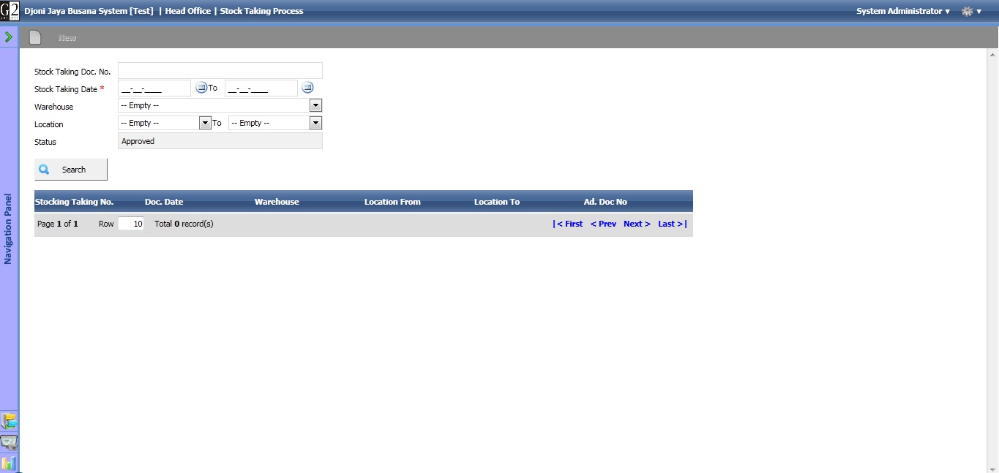 G2 Djoni Jaya Busana System [Test] | Head Office | Stock Taking Process System Administrator ▼ ▼
New
Stock Taking Doc. No.
Stock Taking Date * __-__-____ To __-__-____
Warehouse -- Empty --
Location -- Empty -- To -- Empty --
Status Approved
Search
Stocking Taking No. Doc. Date Warehouse Location From Location To Ad. Doc No
Page 1 of 1 Row 10 Total 0 record(s) |< First < Prev Next > Last >|
Navigation Panel